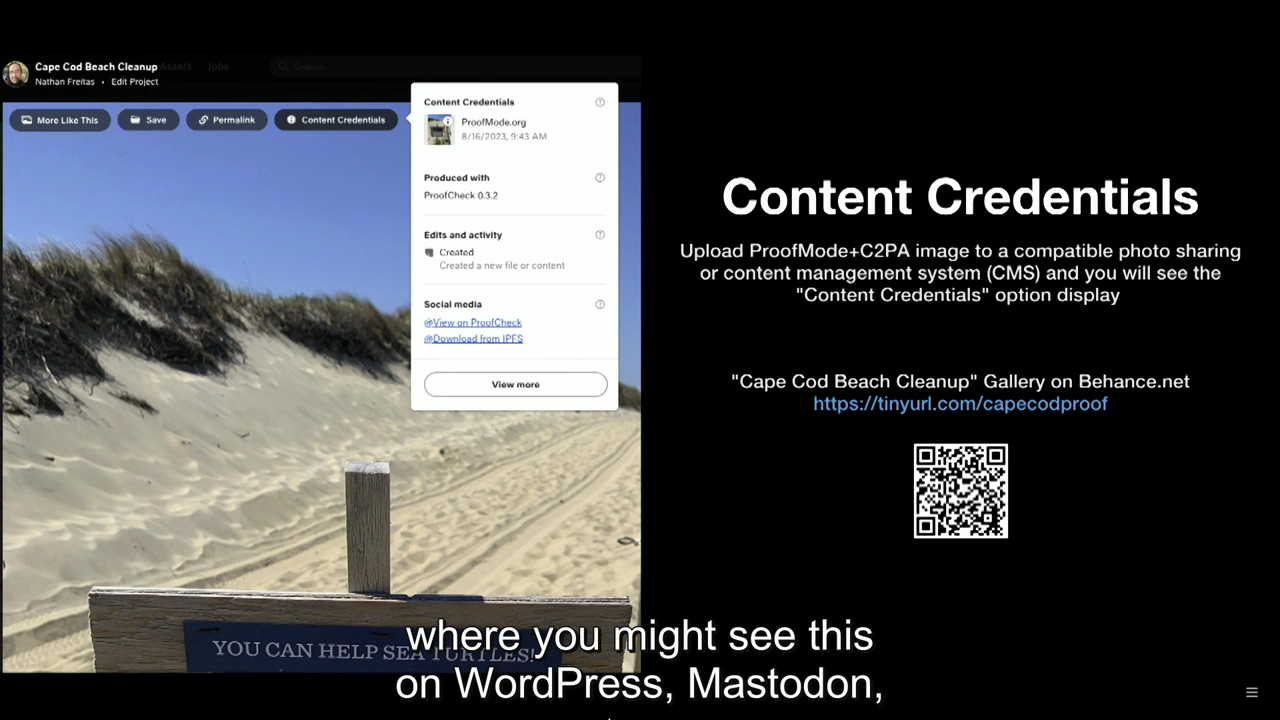 Cape Cod Beach Cleanup
Assets
Jobs
Search
Nathan Freitas • Edit Project
More Like This
Save
Permalink
Content Credentials
Content Credentials
ProofMode.org
8/16/2023, 9:43 AM
Produced with
ProofCheck 0.3.2
Edits and activity
Created
Created a new file or content
Social media
@View on ProofCheck
@Download from IPFS
View more
YOU CAN HELP SEA TURTLES!
Content Credentials
Upload ProofMode+C2PA image to a compatible photo sharing
or content management system (CMS) and you will see the
"Content Credentials" option display
"Cape Cod Beach Cleanup" Gallery on Behance.net
https://tinyurl.com/capecodproof
where you might see this
on WordPress, Mastodon,